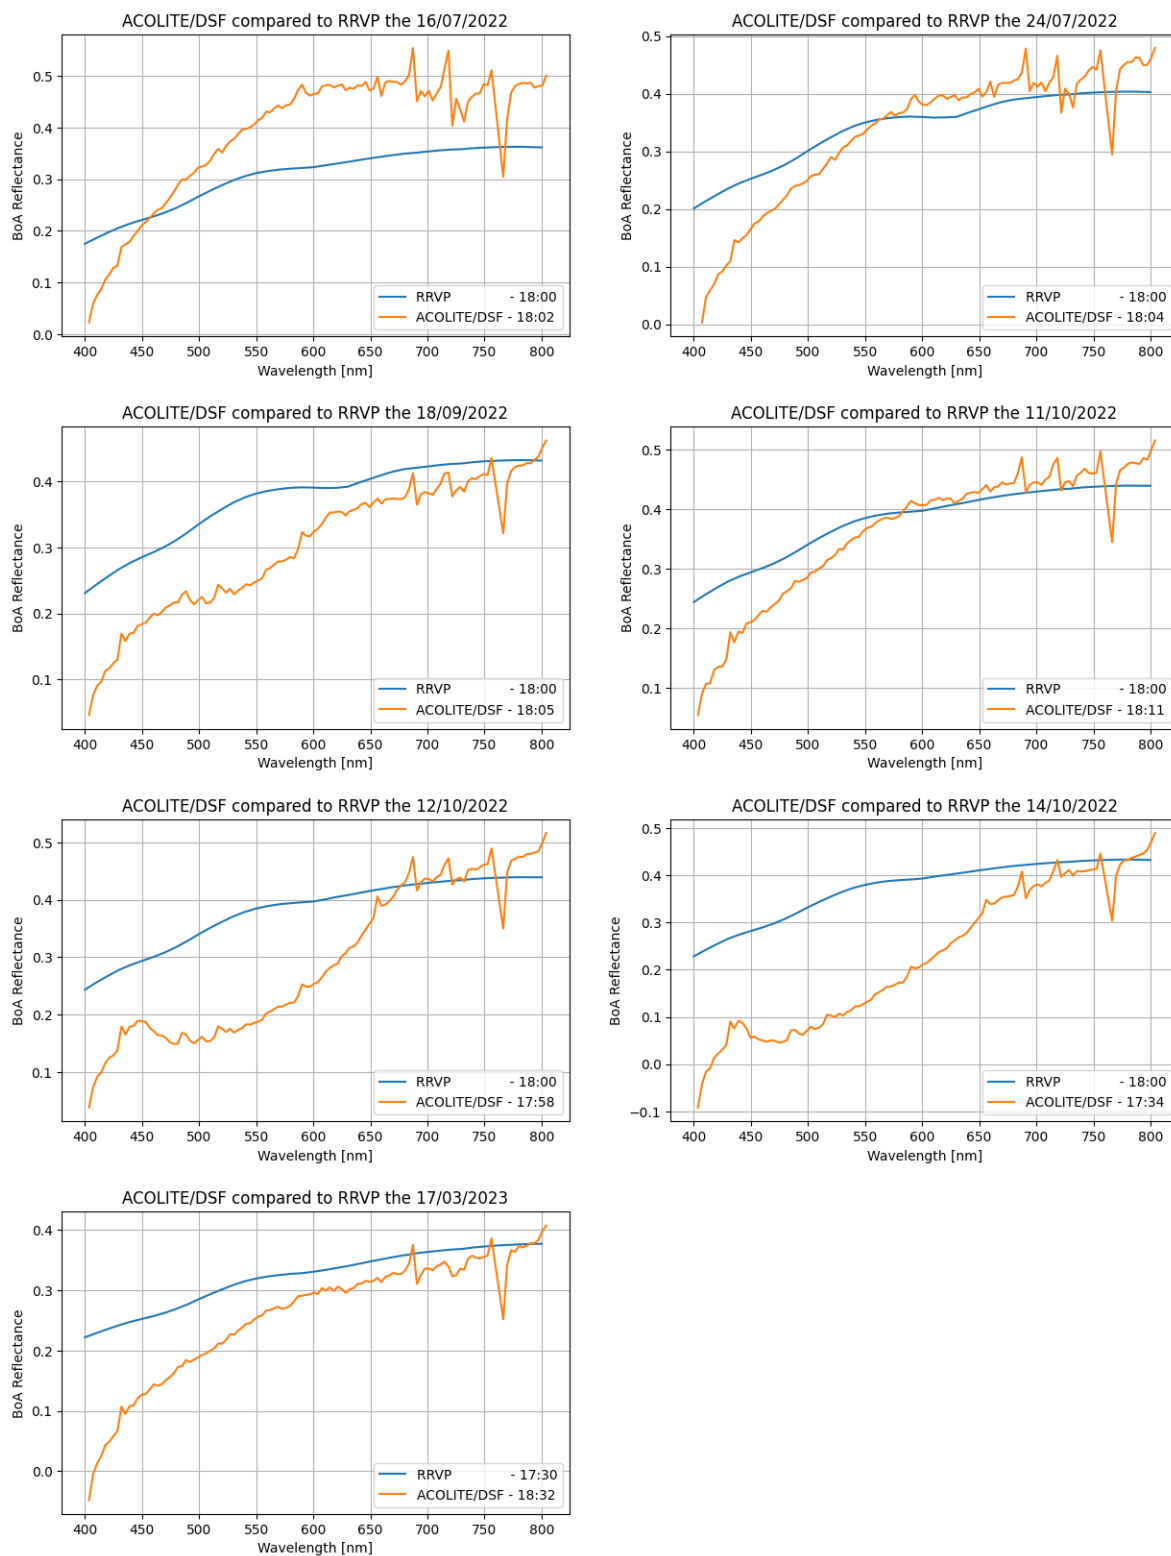 ACOLITE/DSF compared to RRVP the 16/07/2022
0.5
0.4
0.3
0.2
0.1
0.0
BoA Reflectance
RRVP - 18:00
ACOLITE/DSF - 18:02
400 450 500 550 600 650 700 750 800
Wavelength [nm]
ACOLITE/DSF compared to RRVP the 24/07/2022
0.5
0.4
0.3
0.2
0.1
0.0
BoA Reflectance
RRVP - 18:00
ACOLITE/DSF - 18:04
400 450 500 550 600 650 700 750 800
Wavelength [nm]
ACOLITE/DSF compared to RRVP the 18/09/2022
0.4
0.3
0.2
0.1
BoA Reflectance
RRVP - 18:00
ACOLITE/DSF - 18:05
400 450 500 550 600 650 700 750 800
Wavelength [nm]
ACOLITE/DSF compared to RRVP the 11/10/2022
0.5
0.4
0.3
0.2
0.1
BoA Reflectance
RRVP - 18:00
ACOLITE/DSF - 18:11
400 450 500 550 600 650 700 750 800
Wavelength [nm]
ACOLITE/DSF compared to RRVP the 12/10/2022
0.5
0.4
0.3
0.2
0.1
BoA Reflectance
RRVP - 18:00
ACOLITE/DSF - 17:58
400 450 500 550 600 650 700 750 800
Wavelength [nm]
ACOLITE/DSF compared to RRVP the 14/10/2022
0.5
0.4
0.3
0.2
0.1
0.0
−0.1
BoA Reflectance
RRVP - 18:00
ACOLITE/DSF - 17:34
400 450 500 550 600 650 700 750 800
Wavelength [nm]
ACOLITE/DSF compared to RRVP the 17/03/2023
0.4
0.3
0.2
0.1
0.0
BoA Reflectance
RRVP - 17:30
ACOLITE/DSF - 18:32
400 450 500 550 600 650 700 750 800
Wavelength [nm]